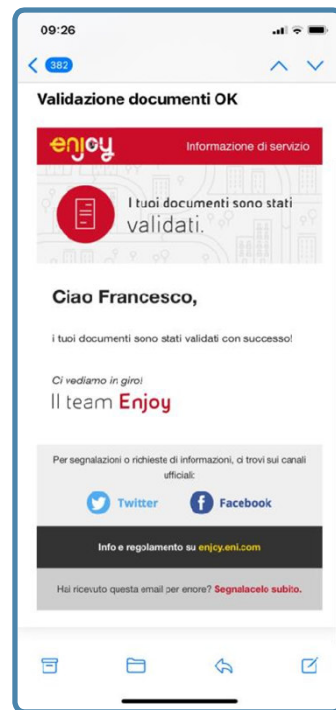 09:26
382
Validazione documenti OK
enjoy
Informazione di servizio
I tuoi documenti sono stati
validati.
Ciao Francesco,
i tuoi documenti sono stati validati con successo!
Ci vediamo in giro!
Il team Enjoy
Per segnalazioni o richieste di informazioni, ci trovi sui canali
ufficiali:
Twitter
Facebook
Info e regolamento su enjoy.eni.com
Hai ricevuto questa email per errore? Segnalacelo subito.